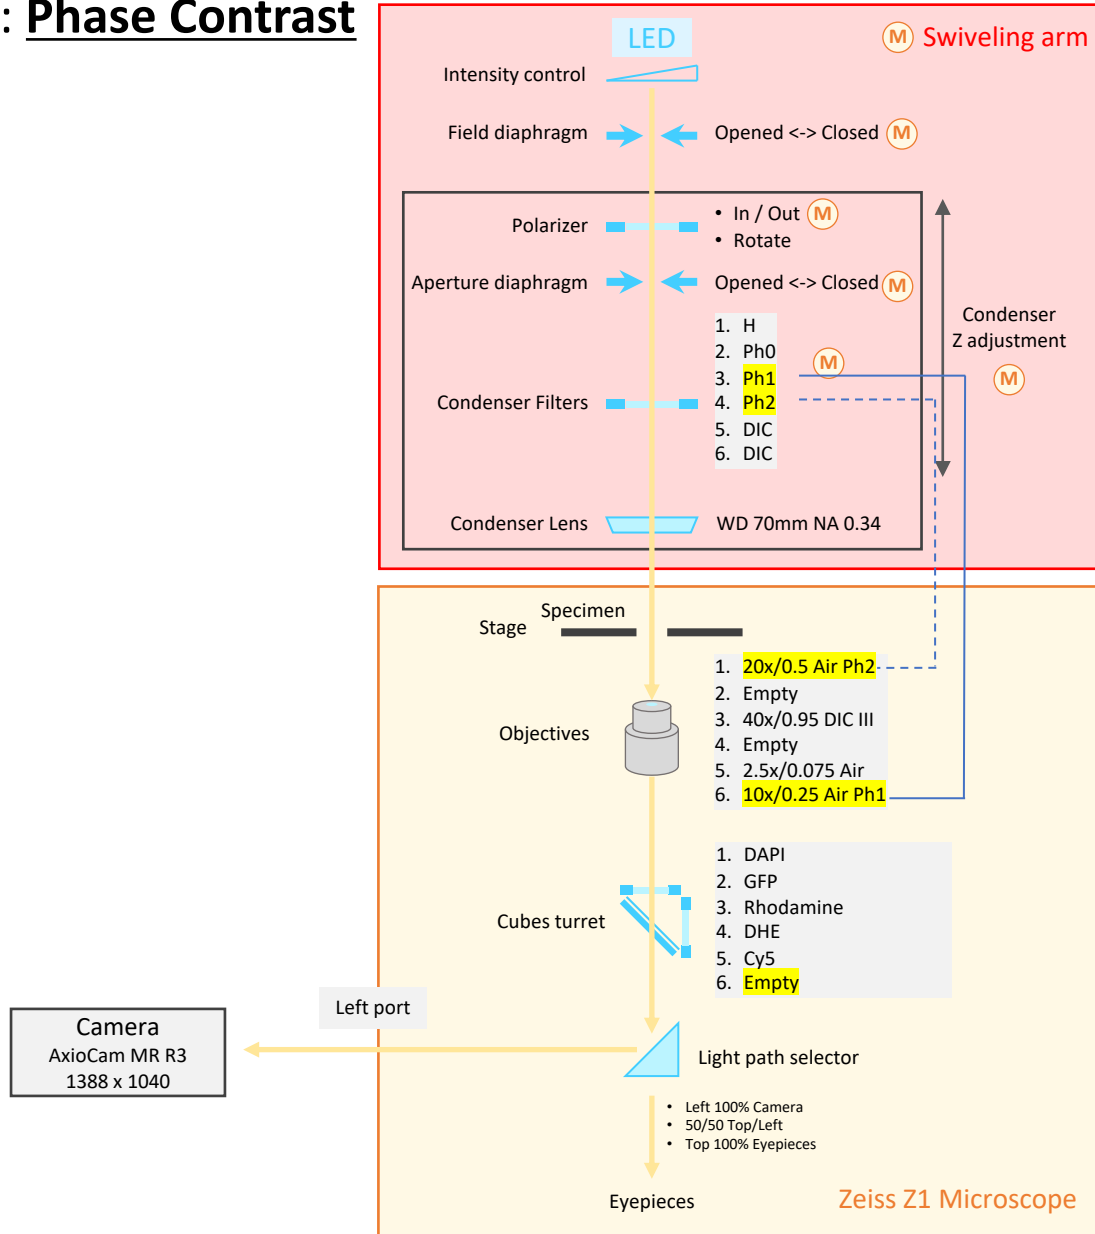 : Phase Contrast
LED
M Swiveling arm
Intensity control
Field diaphragm
Opened <-> Closed M
Polarizer
• In / Out M
• Rotate
Aperture diaphragm
Opened <-> Closed M
Condenser
Z adjustment
M
1. H
2. Ph0
3. Ph1
4. Ph2
5. DIC
6. DIC
M
Condenser Filters
Condenser Lens
WD 70mm NA 0.34
Specimen
Stage
1. 20x/0.5 Air Ph2
2. Empty
3. 40x/0.95 DIC III
4. Empty
5. 2.5x/0.075 Air
6. 10x/0.25 Air Ph1
Objectives
1. DAPI
2. GFP
3. Rhodamine
4. DHE
5. Cy5
6. Empty
Cubes turret
Left port
Camera
AxioCam MR R3
1388 x 1040
Light path selector
• Left 100% Camera
• 50/50 Top/Left
• Top 100% Eyepieces
Eyepieces
Zeiss Z1 Microscope